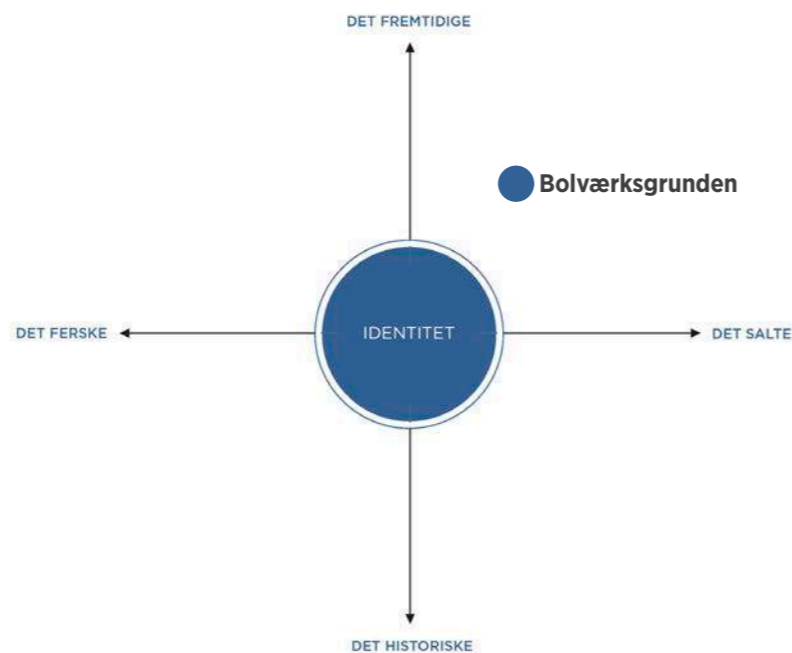 DET FREMTIDIGE
Bolværksgrunden
DET FERSKE
IDENTITET
DET SALTE
DET HISTORISKE